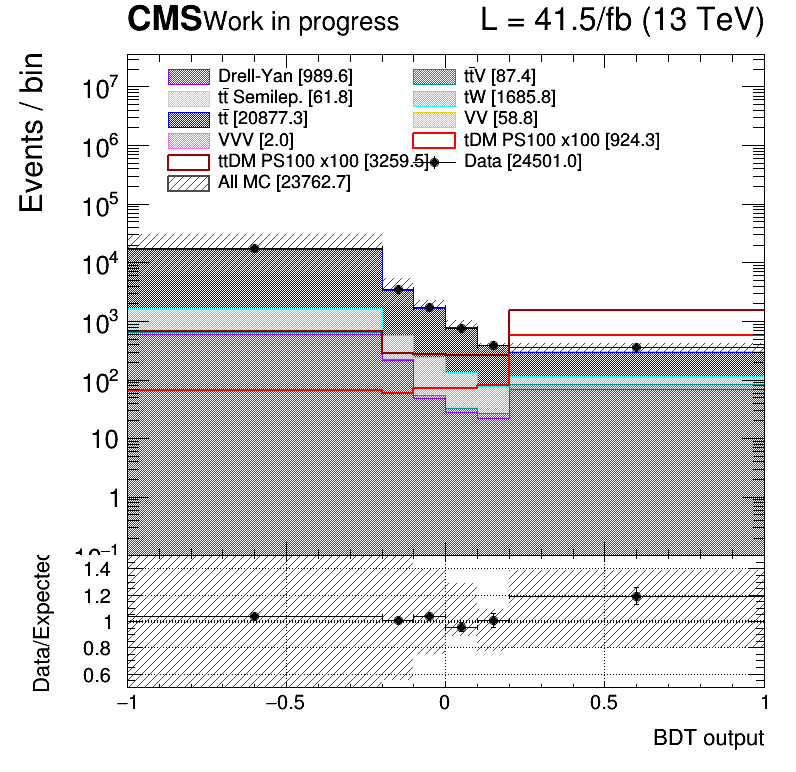 CMS Work in progress L = 41.5/fb (13 TeV)
Events / bin
Drell-Yan [989.6] tt̄V [87.4]
tt̄ Semilep. [61.8] tW [1685.8]
tt̄ [20877.3] VV [58.8]
VVV [2.0] tDM PS100 x100 [924.3]
ttDM PS100 x100 [3259.5] Data [24501.0]
All MC [23762.7]
10⁷
10⁶
10⁵
10⁴
10³
10²
10
1
10⁻¹
Data/Expected
1.4
1.2
1
0.8
0.6
−1 −0.5 0 0.5 1
BDT output